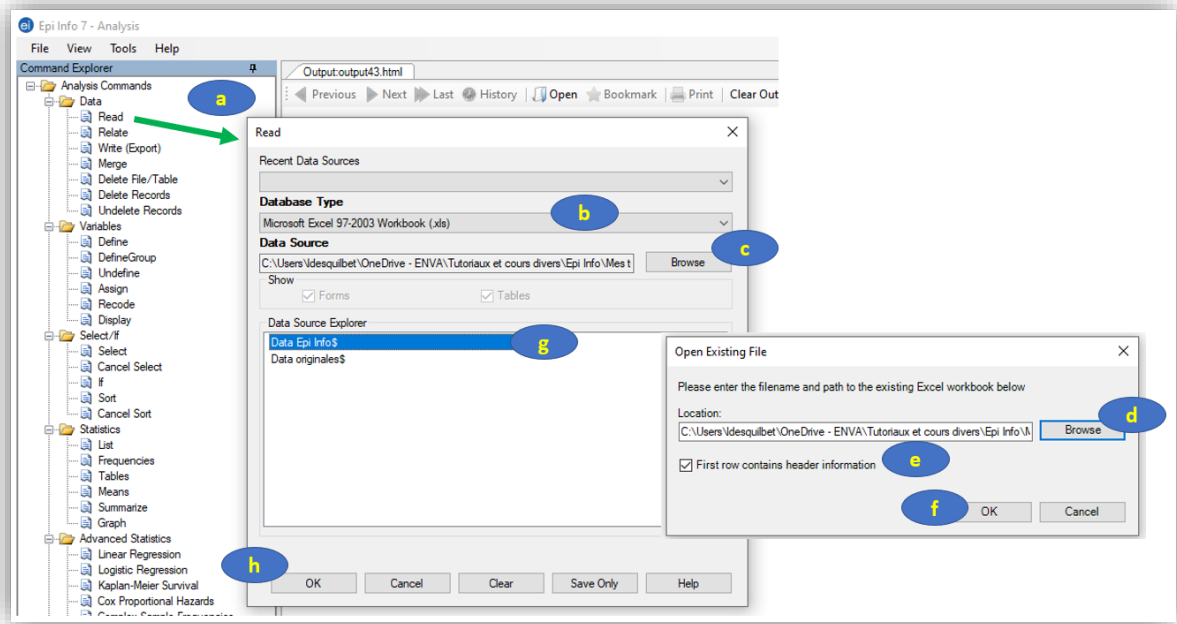 Epi Info 7 - Analysis
File View Tools Help
Command Explorer
Analysis Commands
Data
Read
Relate
Write (Export)
Merge
Delete File/Table
Delete Records
Undelete Records
Variables
Define
DefineGroup
Undefine
Assign
Recode
Display
Select/If
Select
Cancel Select
If
Sort
Cancel Sort
Statistics
List
Frequencies
Tables
Means
Summarize
Graph
Advanced Statistics
Linear Regression
Logistic Regression
Kaplan-Meier Survival
Cox Proportional Hazards
Complex Sample Frequencies
a
Output:output43.html
Previous Next Last History Open Bookmark Print Clear Out
Read
Recent Data Sources
Database Type
Microsoft Excel 97-2003 Workbook (.xls)
b
Data Source
c
C:\Users\ldesquilbet\OneDrive - ENVA\Tutoriaux et cours divers\Epi Info\Mes t
Browse
Show
Forms Tables
Data Source Explorer
Data Epi Info$
g
Data originales$
h
OK Cancel Clear Save Only Help
Open Existing File
Please enter the filename and path to the existing Excel workbook below
Location:
d
C:\Users\ldesquilbet\OneDrive - ENVA\Tutoriaux et cours divers\Epi Info\M
Browse
First row contains header information
e
f
OK Cancel